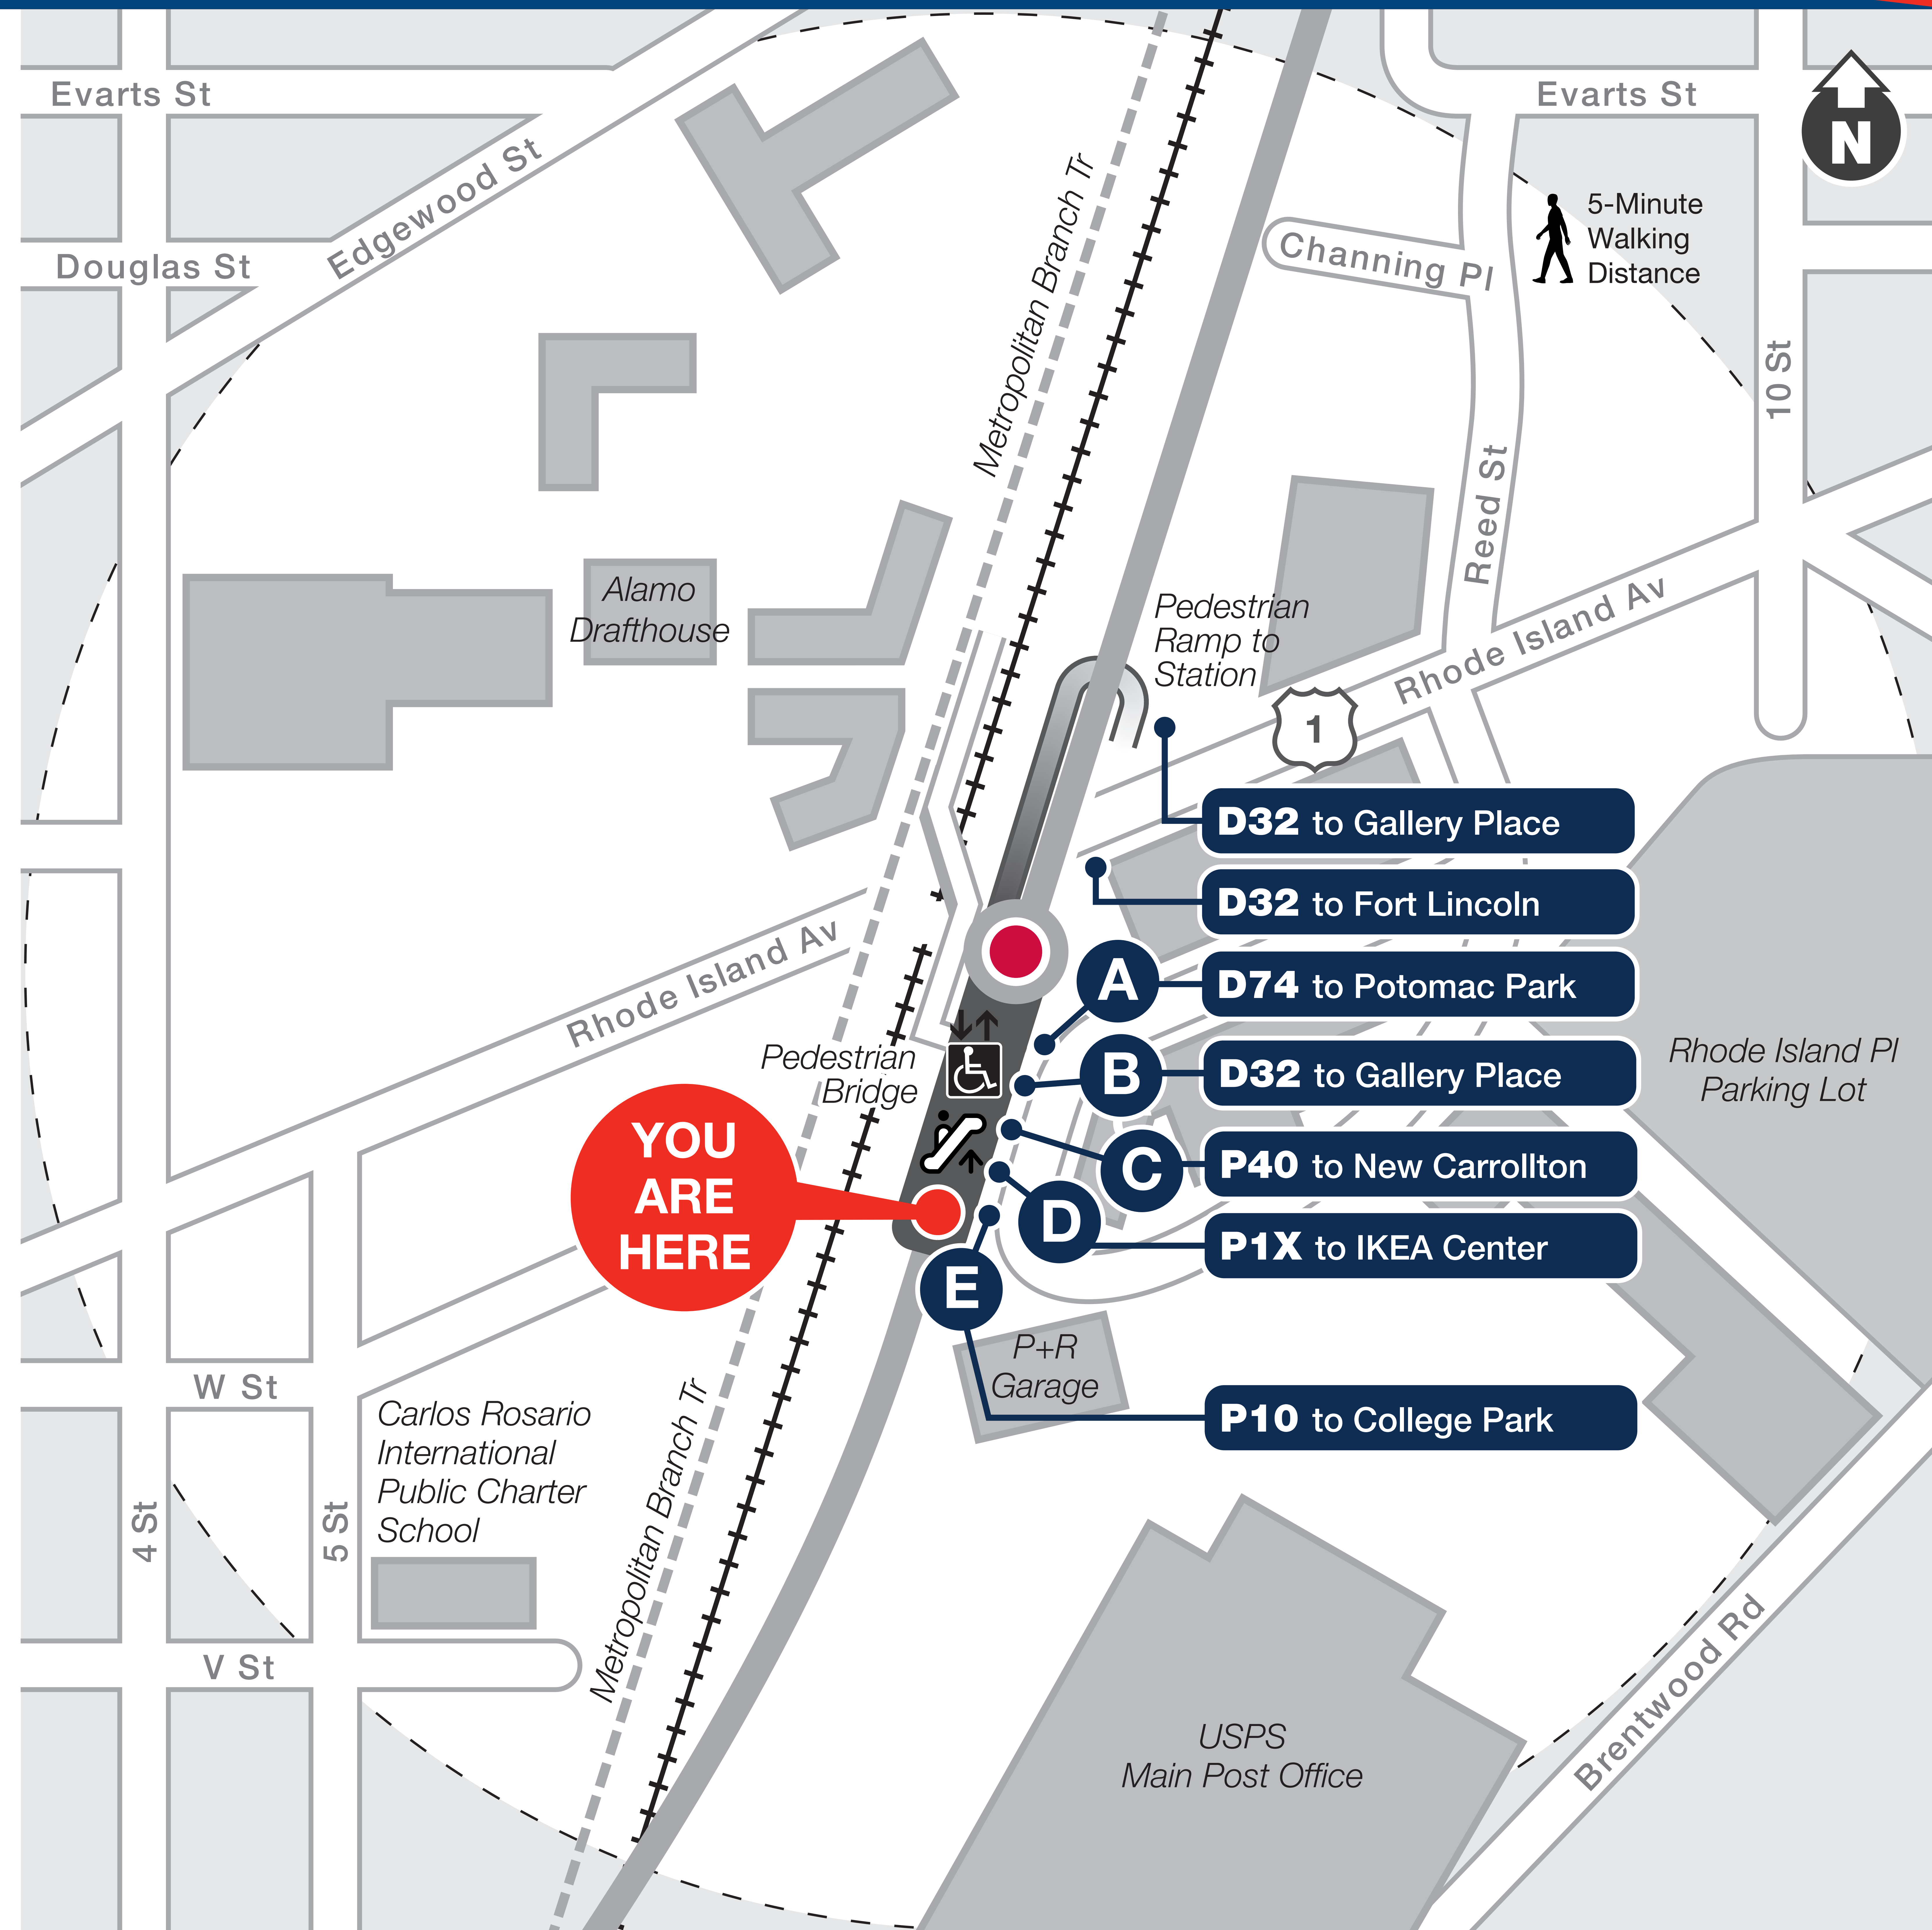 Evarts St
Evarts St
N
Edgewood St
Douglas St
Metropolitan Branch Tr
5-Minute
Walking
Distance
Channing Pl
10 St
Reed St
Alamo
Drafthouse
Pedestrian
Ramp to
Station
Rhode Island Av
1
D32 to Gallery Place
D32 to Fort Lincoln
Rhode Island Av
A
D74 to Potomac Park
Pedestrian
Bridge
B
D32 to Gallery Place
Rhode Island Pl
Parking Lot
YOU
ARE
HERE
C
P40 to New Carrollton
D
P1X to IKEA Center
E
P+R
Garage
P10 to College Park
W St
Carlos Rosario
International
Public Charter
School
4 St
5 St
Metropolitan Branch Tr
V St
USPS
Main Post Office
Brentwood Rd